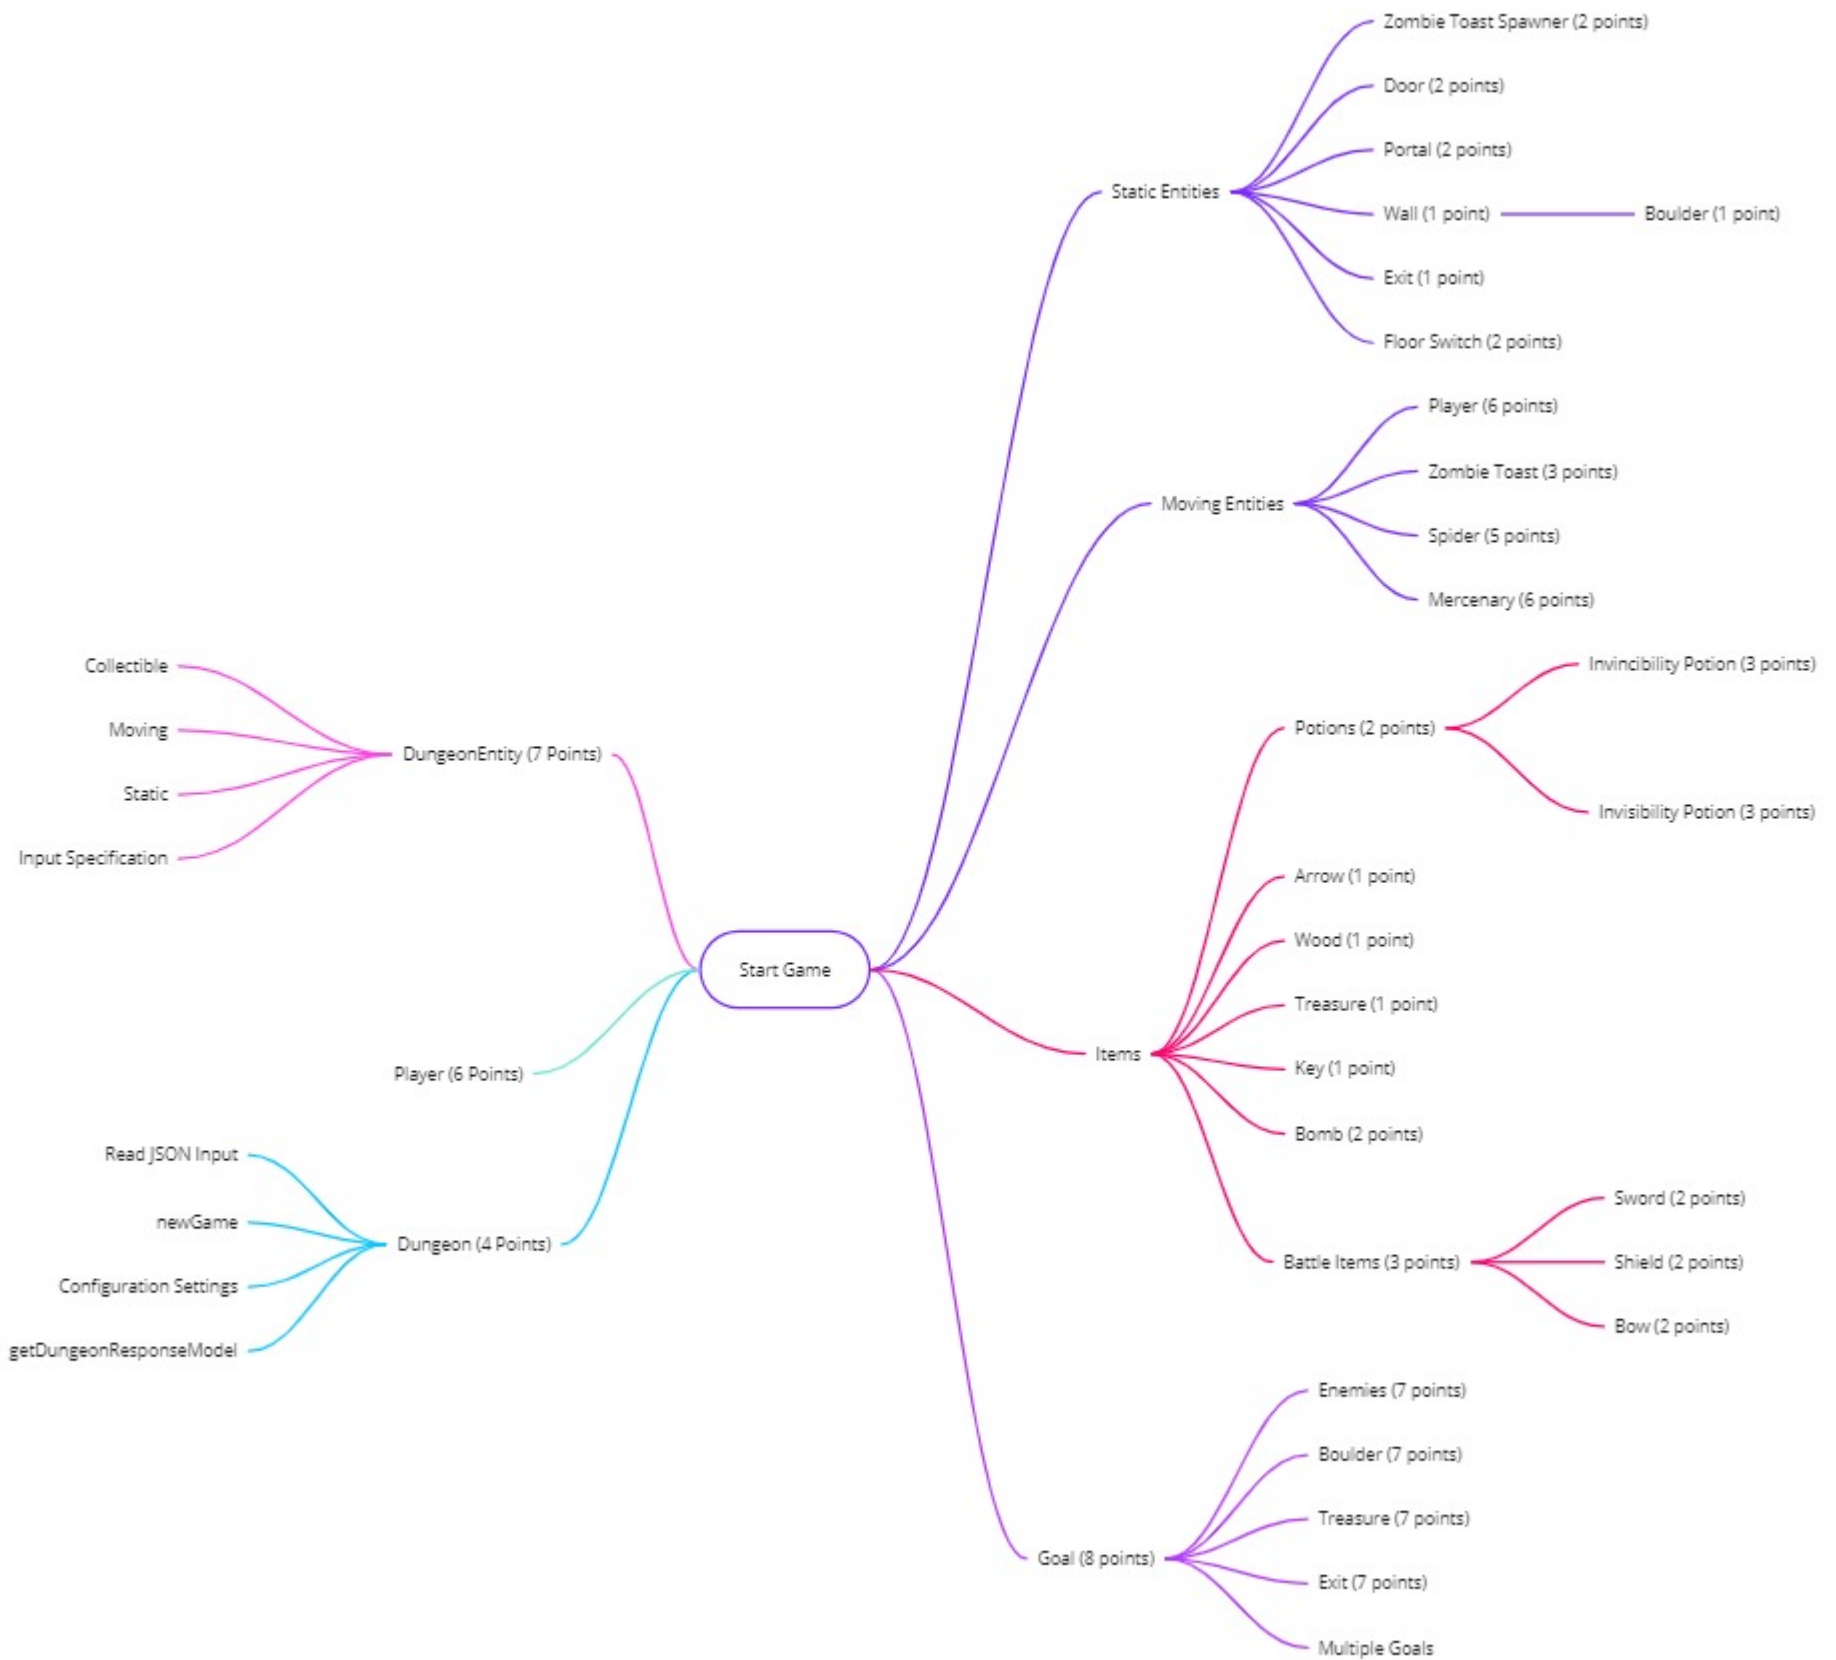 Zombie Toast Spawner (2 points)
Door (2 points)
Portal (2 points)
Static Entities
Wall (1 point)
Boulder (1 point)
Exit (1 point)
Floor Switch (2 points)
Player (6 points)
Zombie Toast (3 points)
Moving Entities
Spider (5 points)
Mercenary (6 points)
Collectible
Moving
DungeonEntity (7 Points)
Static
Input Specification
Invincibility Potion (3 points)
Potions (2 points)
Invisibility Potion (3 points)
Arrow (1 point)
Wood (1 point)
Start Game
Treasure (1 point)
Items
Key (1 point)
Player (6 Points)
Bomb (2 points)
Read JSON Input
newGame
Dungeon (4 Points)
Configuration Settings
getDungeonResponseModel
Sword (2 points)
Battle Items (3 points)
Shield (2 points)
Bow (2 points)
Enemies (7 points)
Boulder (7 points)
Treasure (7 points)
Goal (8 points)
Exit (7 points)
Multiple Goals